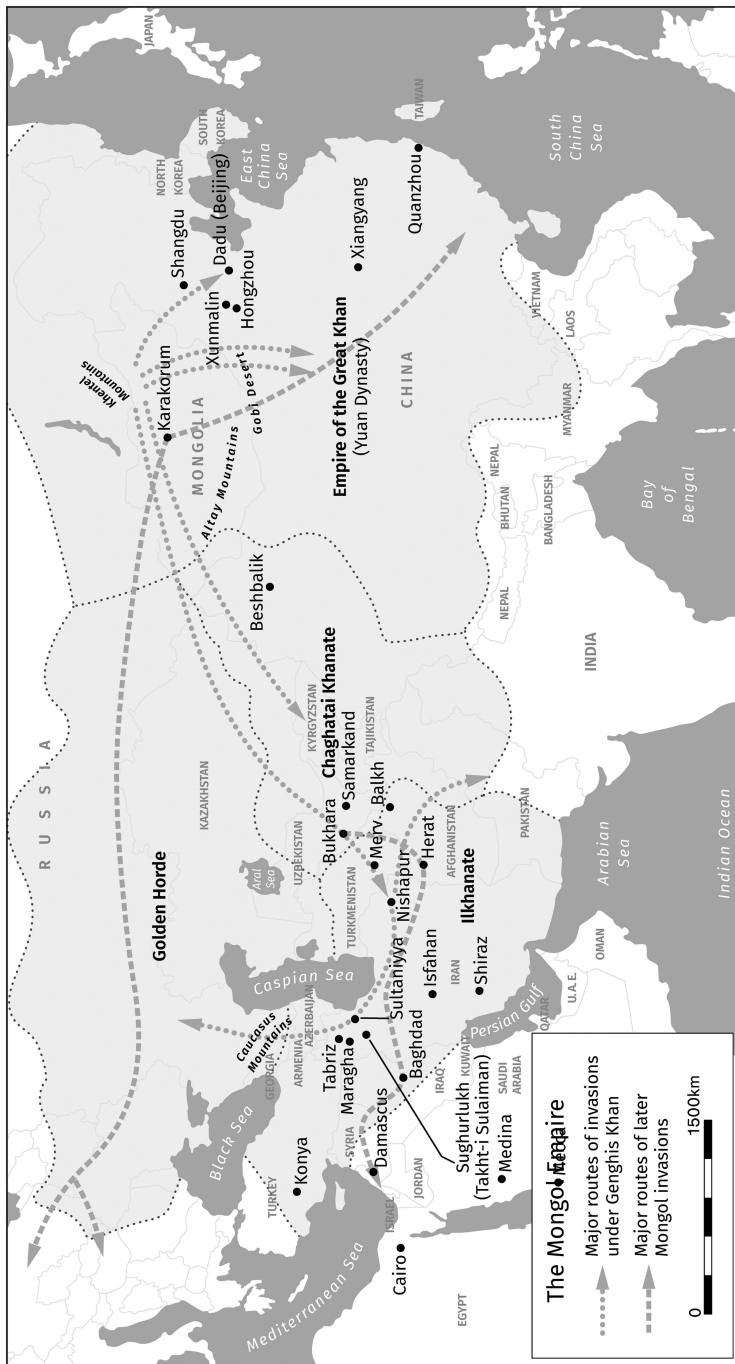 RUSSIA
JAPAN
Golden Horde
KAZAKHSTAN
Khentei
Mountains
Karakorum
MONGOLIA
Altay Mountains
Gobi Desert
Shangdu
Xunmalin
Hongzhou
Dadu (Beijing)
NORTH
KOREA
SOUTH
KOREA
East
China
Sea
Black Sea
Caucasus
Mountains
GEORGIA
ARMENIA
AZERBAIJAN
Caspian Sea
Aral
Sea
UZBEKISTAN
TURKMENISTAN
KYRGYZSTAN
Chaghatai Khanate
TAJIKISTAN
Beshbalik
Empire of the Great Khan
(Yuan Dynasty)
CHINA
Xiangyang
Quanzhou
TAIWAN
TURKEY
Konya
Mediterranean Sea
SYRIA
Damascus
ISRAEL
JORDAN
Cairo
EGYPT
Tabriz
Maragha
Sultaniyya
Baghdad
Sughurlukh
(Takht-i Sulaiman)
Medina
IRAQ
KUWAIT
SAUDI
ARABIA
Bukhara
Samarkand
Merv
Balkh
Nishapur
Herat
AFGHANISTAN
Ilkhanate
Isfahan
IRAN
Shiraz
Persian Gulf
QATAR
U.A.E.
OMAN
PAKISTAN
INDIA
NEPAL
NEPAL
BHUTAN
BANGLADESH
MYANMAR
LAOS
VIETNAM
South
China
Sea
Bay
of
Bengal
Arabian
Sea
Indian Ocean
The Mongol Empire
Major routes of invasions
under Genghis Khan
Major routes of later
Mongol invasions
0
1500km